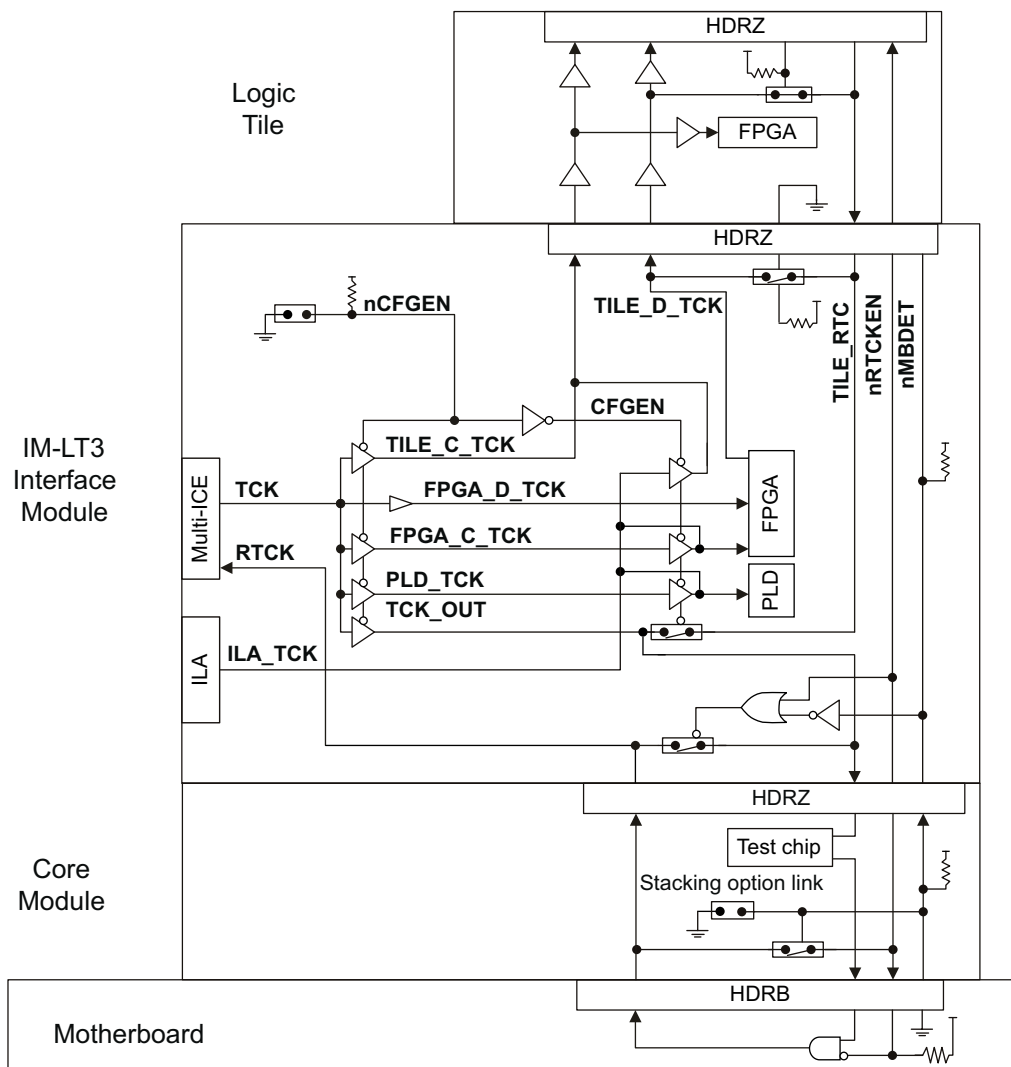 HDRZ
Logic
Tile
FPGA
HDRZ
nCFGEN
TILE_D_TCK
TILE_RTC
nRTCKEN
nMBDET
CFGEN
IM-LT3
Interface
Module
Multi-ICE
TCK
TILE_C_TCK
FPGA_D_TCK
FPGA
RTCK
FPGA_C_TCK
PLD_TCK
PLD
TCK_OUT
ILA
ILA_TCK
HDRZ
Core
Module
Test chip
Stacking option link
HDRB
Motherboard